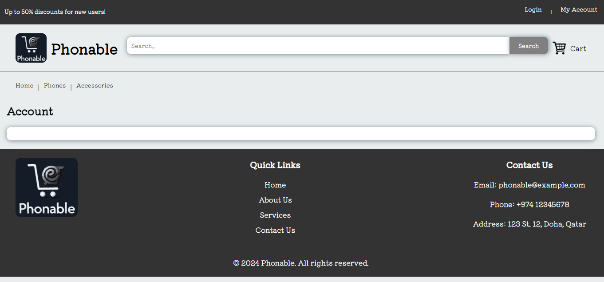 Up to 50% discounts for new users!
Login | My Account
Phonable
Phonable
Search...
Search
Cart
Home | Phones | Accessories
Account
Phonable
Quick Links
Home
About Us
Services
Contact Us
Contact Us
Email: phonable@example.com
Phone: +974 12345678
Address: 123 St. 12, Doha, Qatar
© 2024 Phonable. All rights reserved.